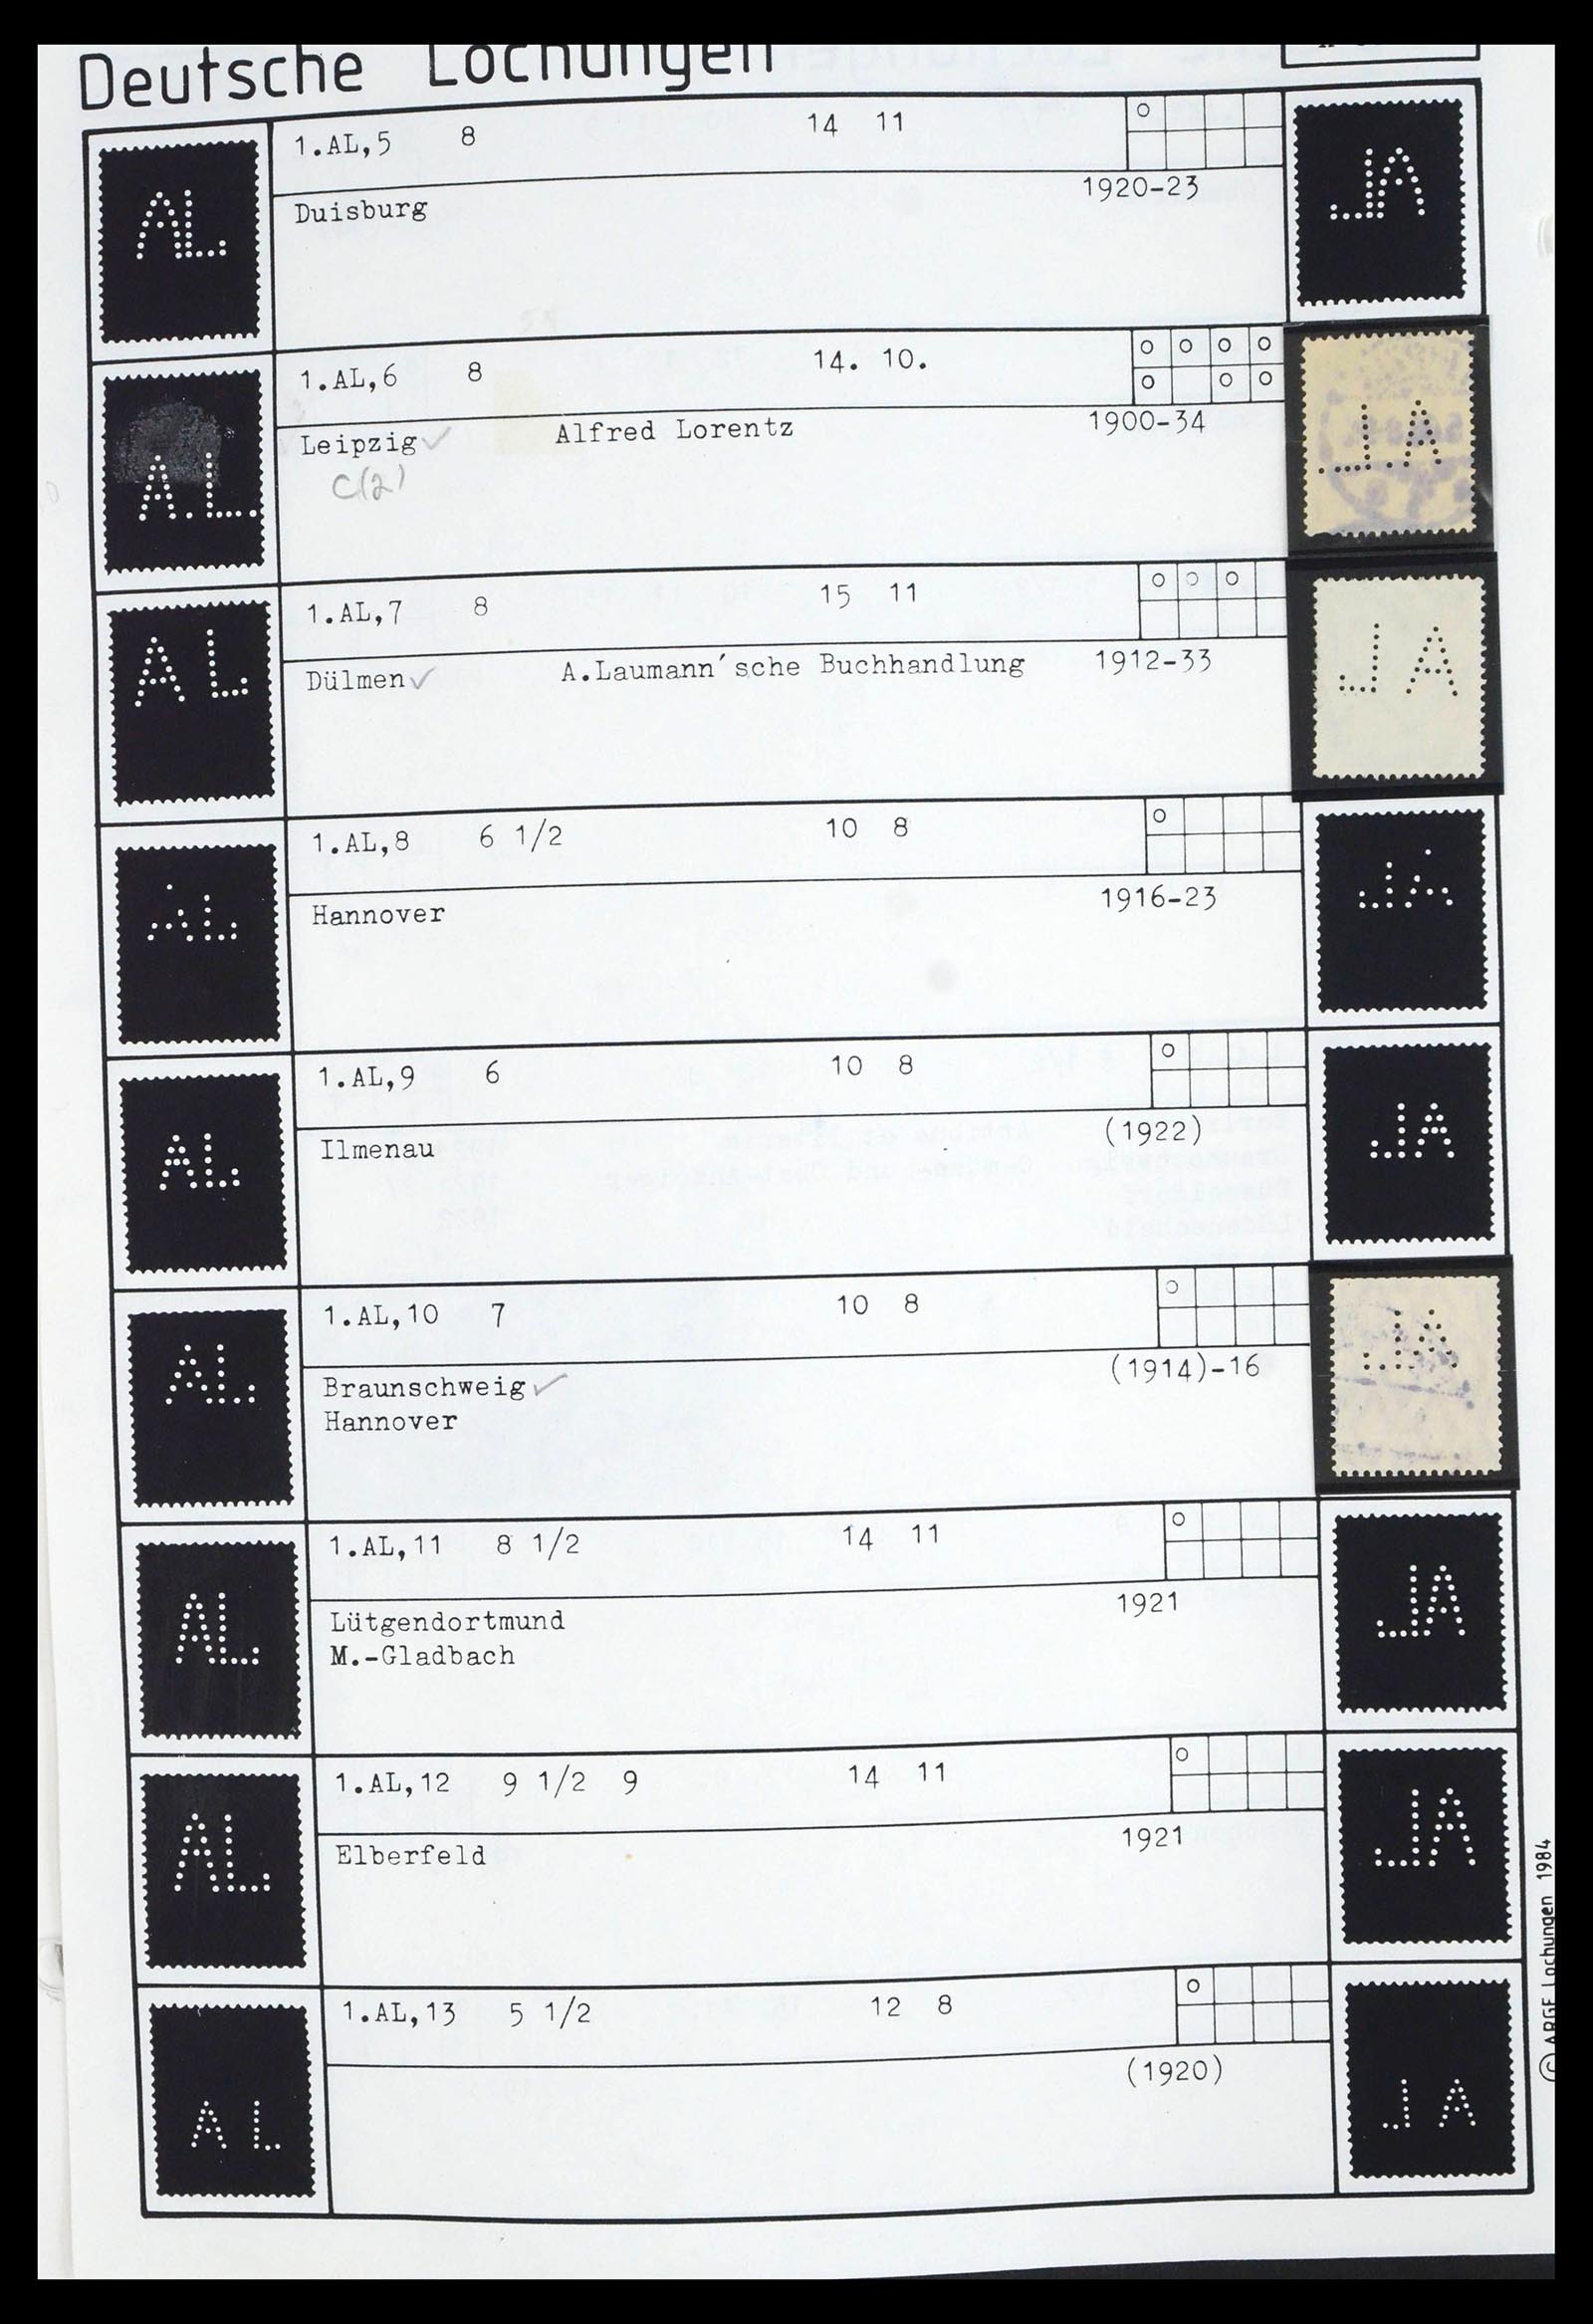 Deutsche Lochungen
1.AL,5 8 14 11
Duisburg 1920-23
1.AL,6 8 14. 10.
Leipzig✓ Alfred Lorentz 1900-34
C(2)
1.AL,7 8 15 11
Dülmen✓ A.Laumann´sche Buchhandlung 1912-33
1.AL,8 6 1/2 10 8
Hannover 1916-23
1.AL,9 6 10 8
Ilmenau (1922)
1.AL,10 7 10 8
Braunschweig✓ (1914)-16
Hannover
1.AL,11 8 1/2 14 11
Lütgendortmund 1921
M.-Gladbach
1.AL,12 9 1/2 9 14 11
Elberfeld 1921
1.AL,13 5 1/2 12 8
(1920)
AL.
A.L.
AL
AL.
AL.
AL.
AL.
AL.
AL
© ARGE Lochungen 1984